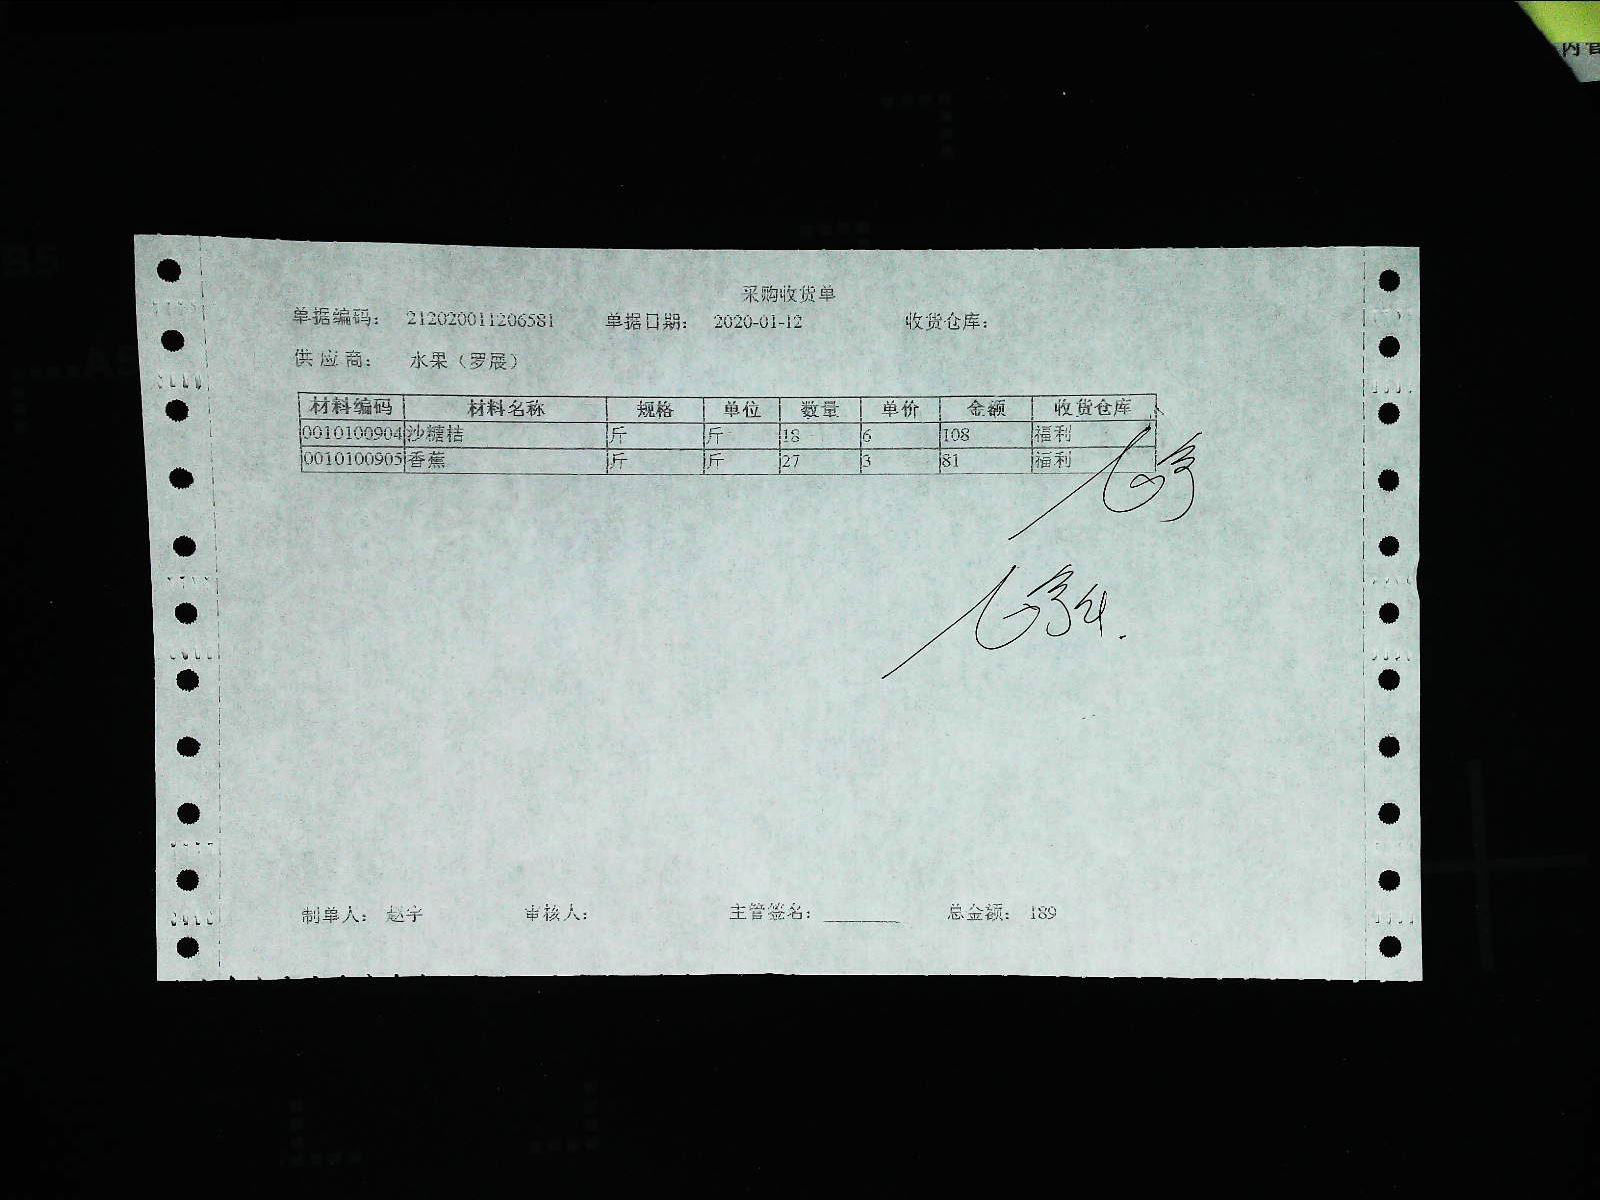 采购收货单
单据编码： 212020011206581 单据日期： 2020-01-12 收货仓库：
供应商： 水果（罗展）
材料编码 材料名称 规格 单位 数量 单价 金额 收货仓库
0010100904 沙糖桔 斤 斤 18 6 108 福利
0010100905 香蕉 斤 斤 27 3 81 福利
制单人： 赵宇 审核人： 主管签名： ________ 总金额： 189